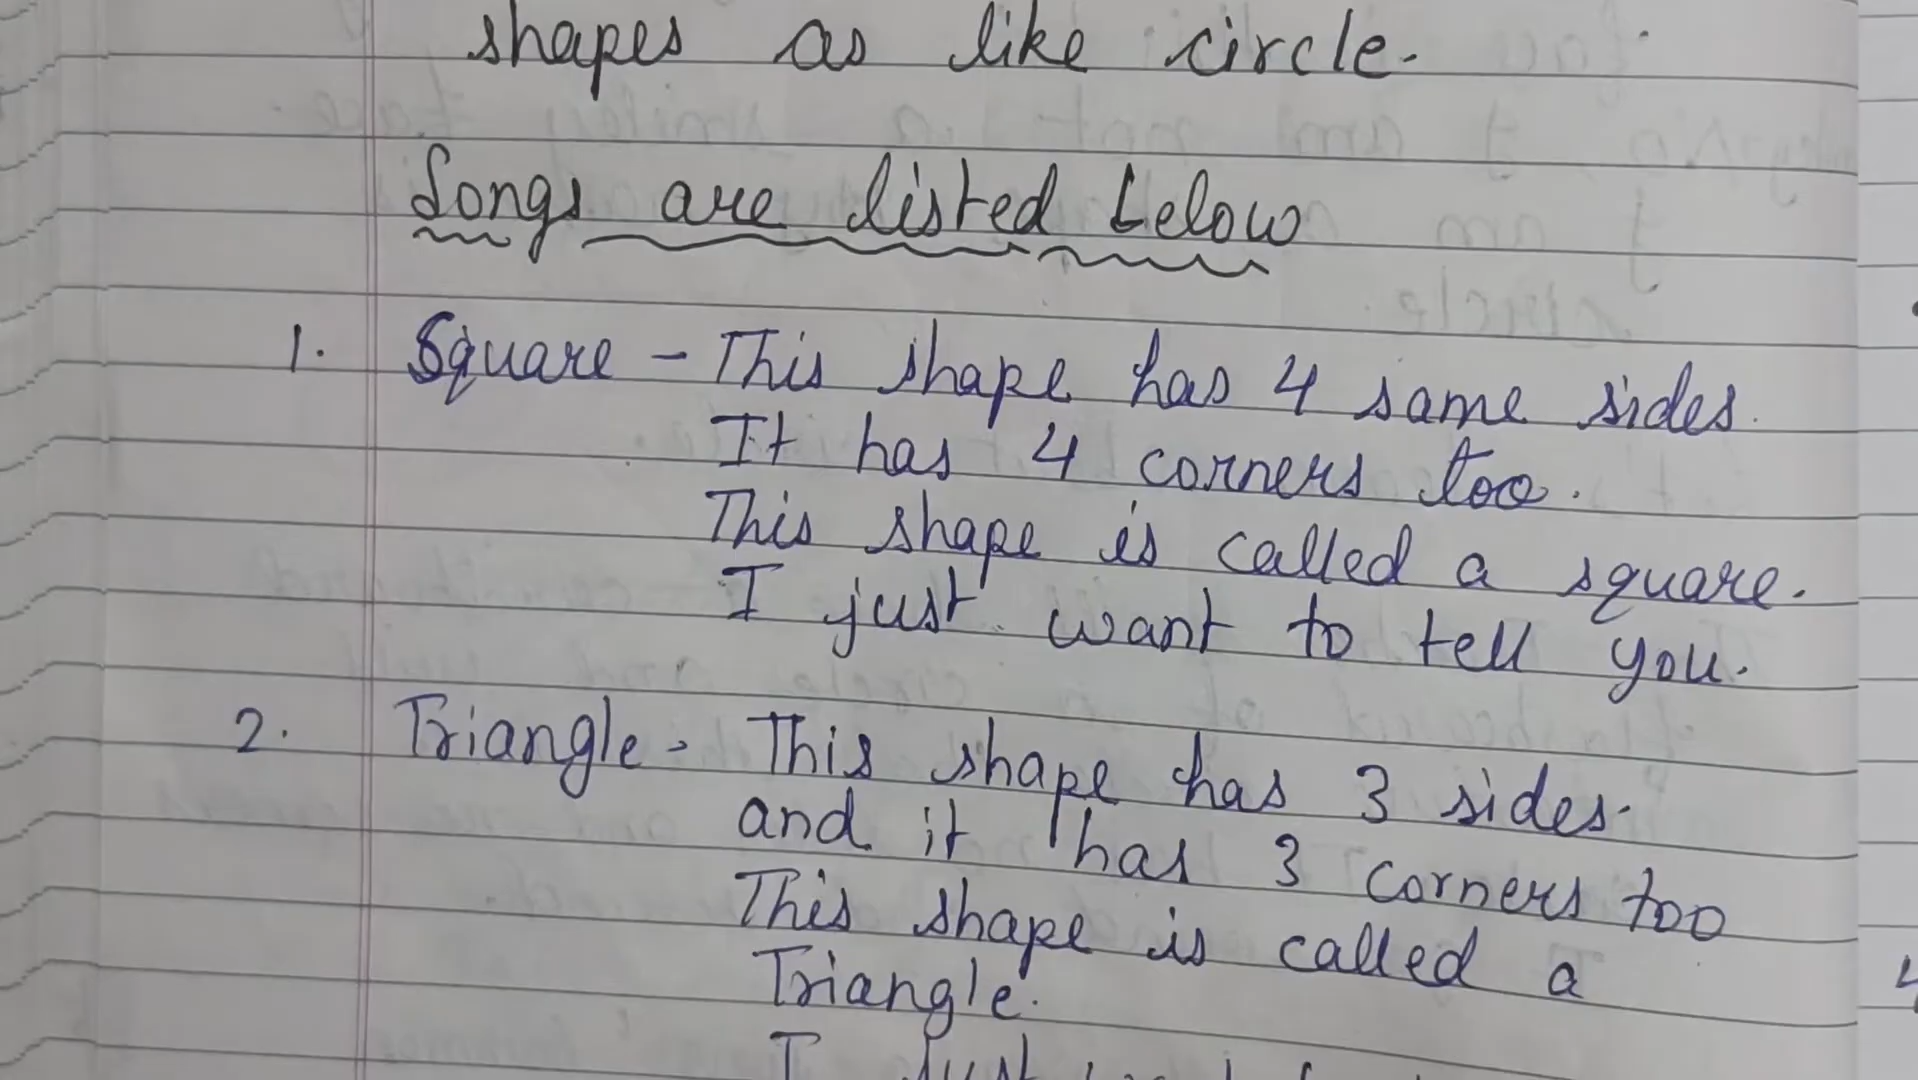 shapes as like circle.
Songs are listed below
1. Square - This shape has 4 same sides.
It has 4 corners too.
This shape is called a square.
I just want to tell you.
2. Triangle - This shape has 3 sides.
and it has 3 corners too
This shape is called a
Triangle.
I just